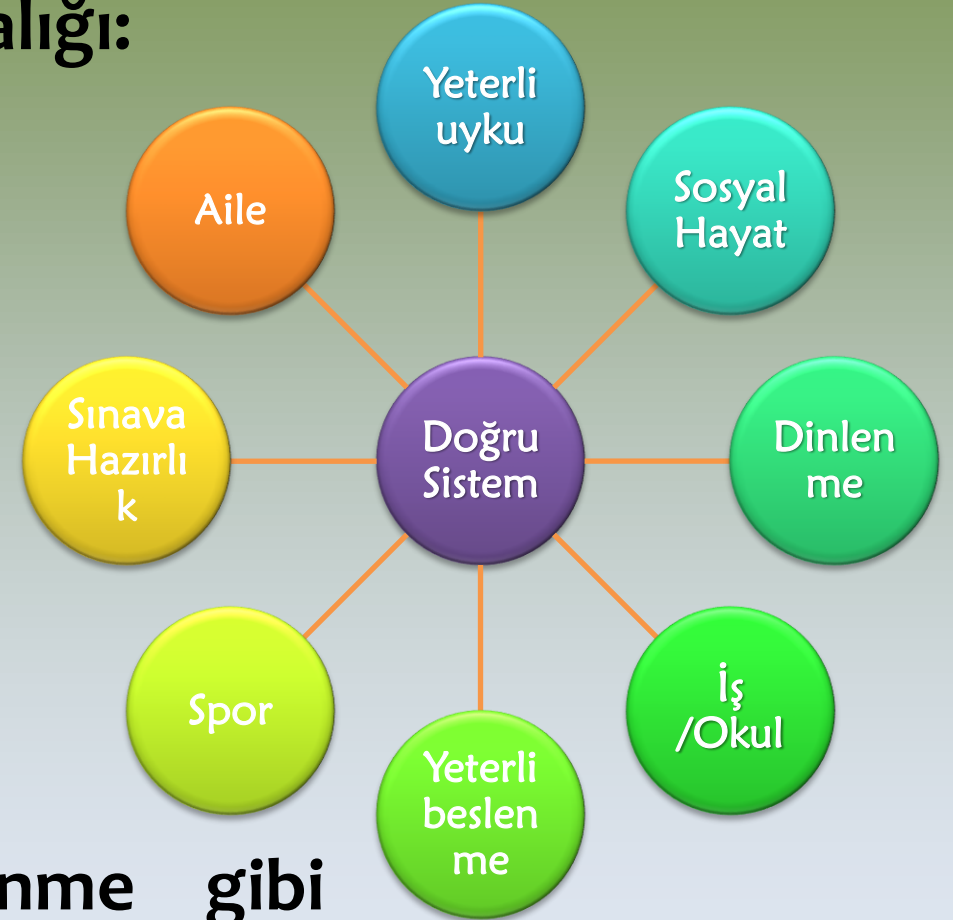 alığı:
Yeterli
uyku
Sosyal
Hayat
Dinlen
me
İş
/Okul
Yeterli
beslen
me
Spor
Sınava
Hazırlı
k
Aile
Doğru
Sistem
nme gibi